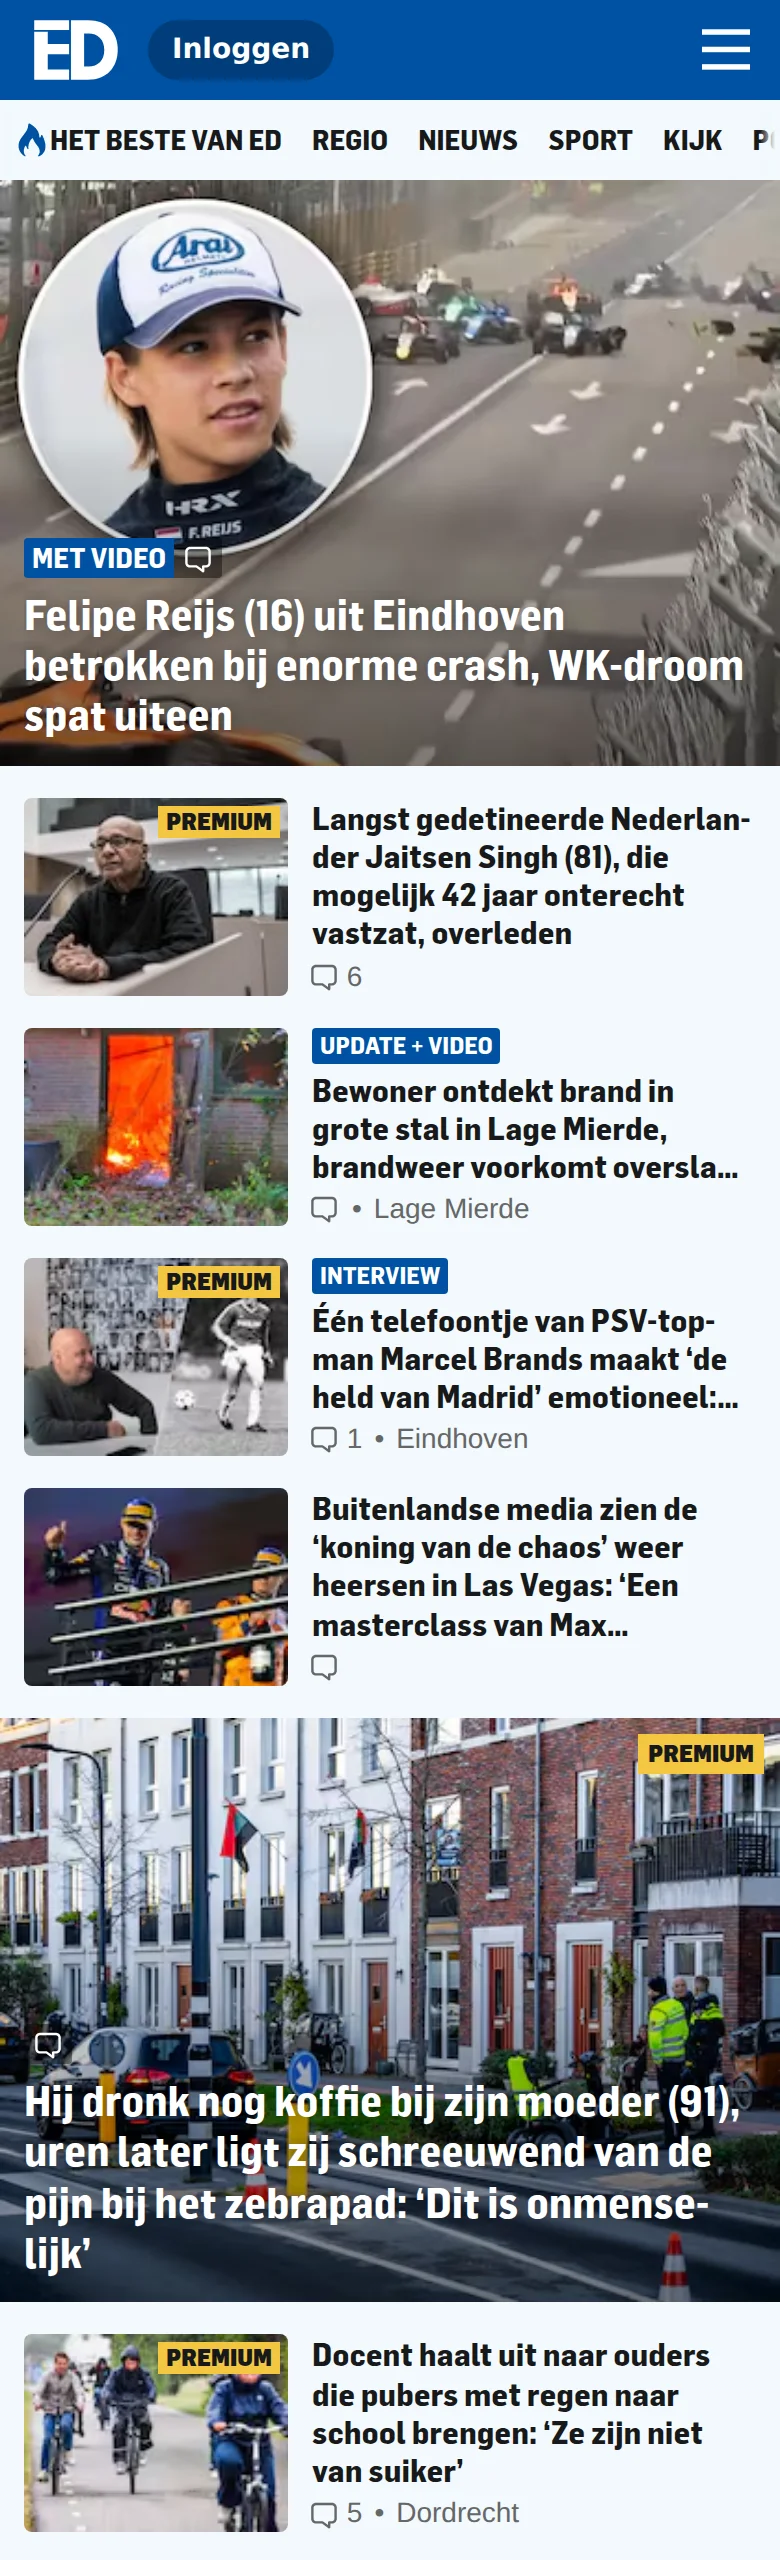 ED
Inloggen
HET BESTE VAN ED REGIO NIEUWS SPORT KIJK
Arai
HELMETS
Racing Specialists
HRX
F.REIJS
MET VIDEO
Felipe Reijs (16) uit Eindhoven
betrokken bij enorme crash, WK-droom
spat uiteen
PREMIUM
Langst gedetineerde Nederlan-
der Jaitsen Singh (81), die
mogelijk 42 jaar onterecht
vastzat, overleden
6
UPDATE + VIDEO
Bewoner ontdekt brand in
grote stal in Lage Mierde,
brandweer voorkomt oversla...
• Lage Mierde
PREMIUM
INTERVIEW
Één telefoontje van PSV-top-
man Marcel Brands maakt ‘de
held van Madrid’ emotioneel:...
1 • Eindhoven
Buitenlandse media zien de
‘koning van de chaos’ weer
heersen in Las Vegas: ‘Een
masterclass van Max...
PREMIUM
Hij dronk nog koffie bij zijn moeder (91),
uren later ligt zij schreeuwend van de
pijn bij het zebrapad: ‘Dit is onmense-
lijk’
PREMIUM
Docent haalt uit naar ouders
die pubers met regen naar
school brengen: ‘Ze zijn niet
van suiker’
5 • Dordrecht